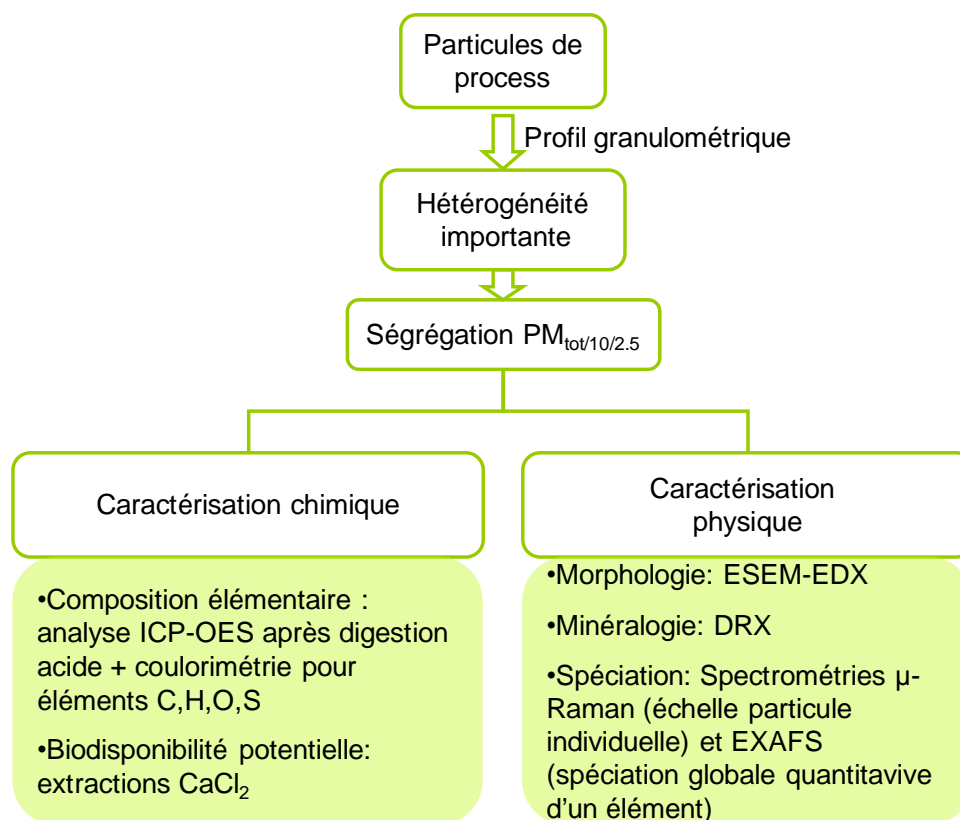 Particules de
process
Profil granulométrique
Hétérogénéité
importante
Ségrégation PMtot/10/2.5
Caractérisation chimique
•Composition élémentaire :
analyse ICP-OES après digestion
acide + coulorimétrie pour
éléments C,H,O,S
•Biodisponibilité potentielle:
extractions CaCl2
Caractérisation
physique
•Morphologie: ESEM-EDX
•Minéralogie: DRX
•Spéciation: Spectrométries µ-
Raman (échelle particule
individuelle) et EXAFS
(spéciation globale quantitavive
d'un élément)